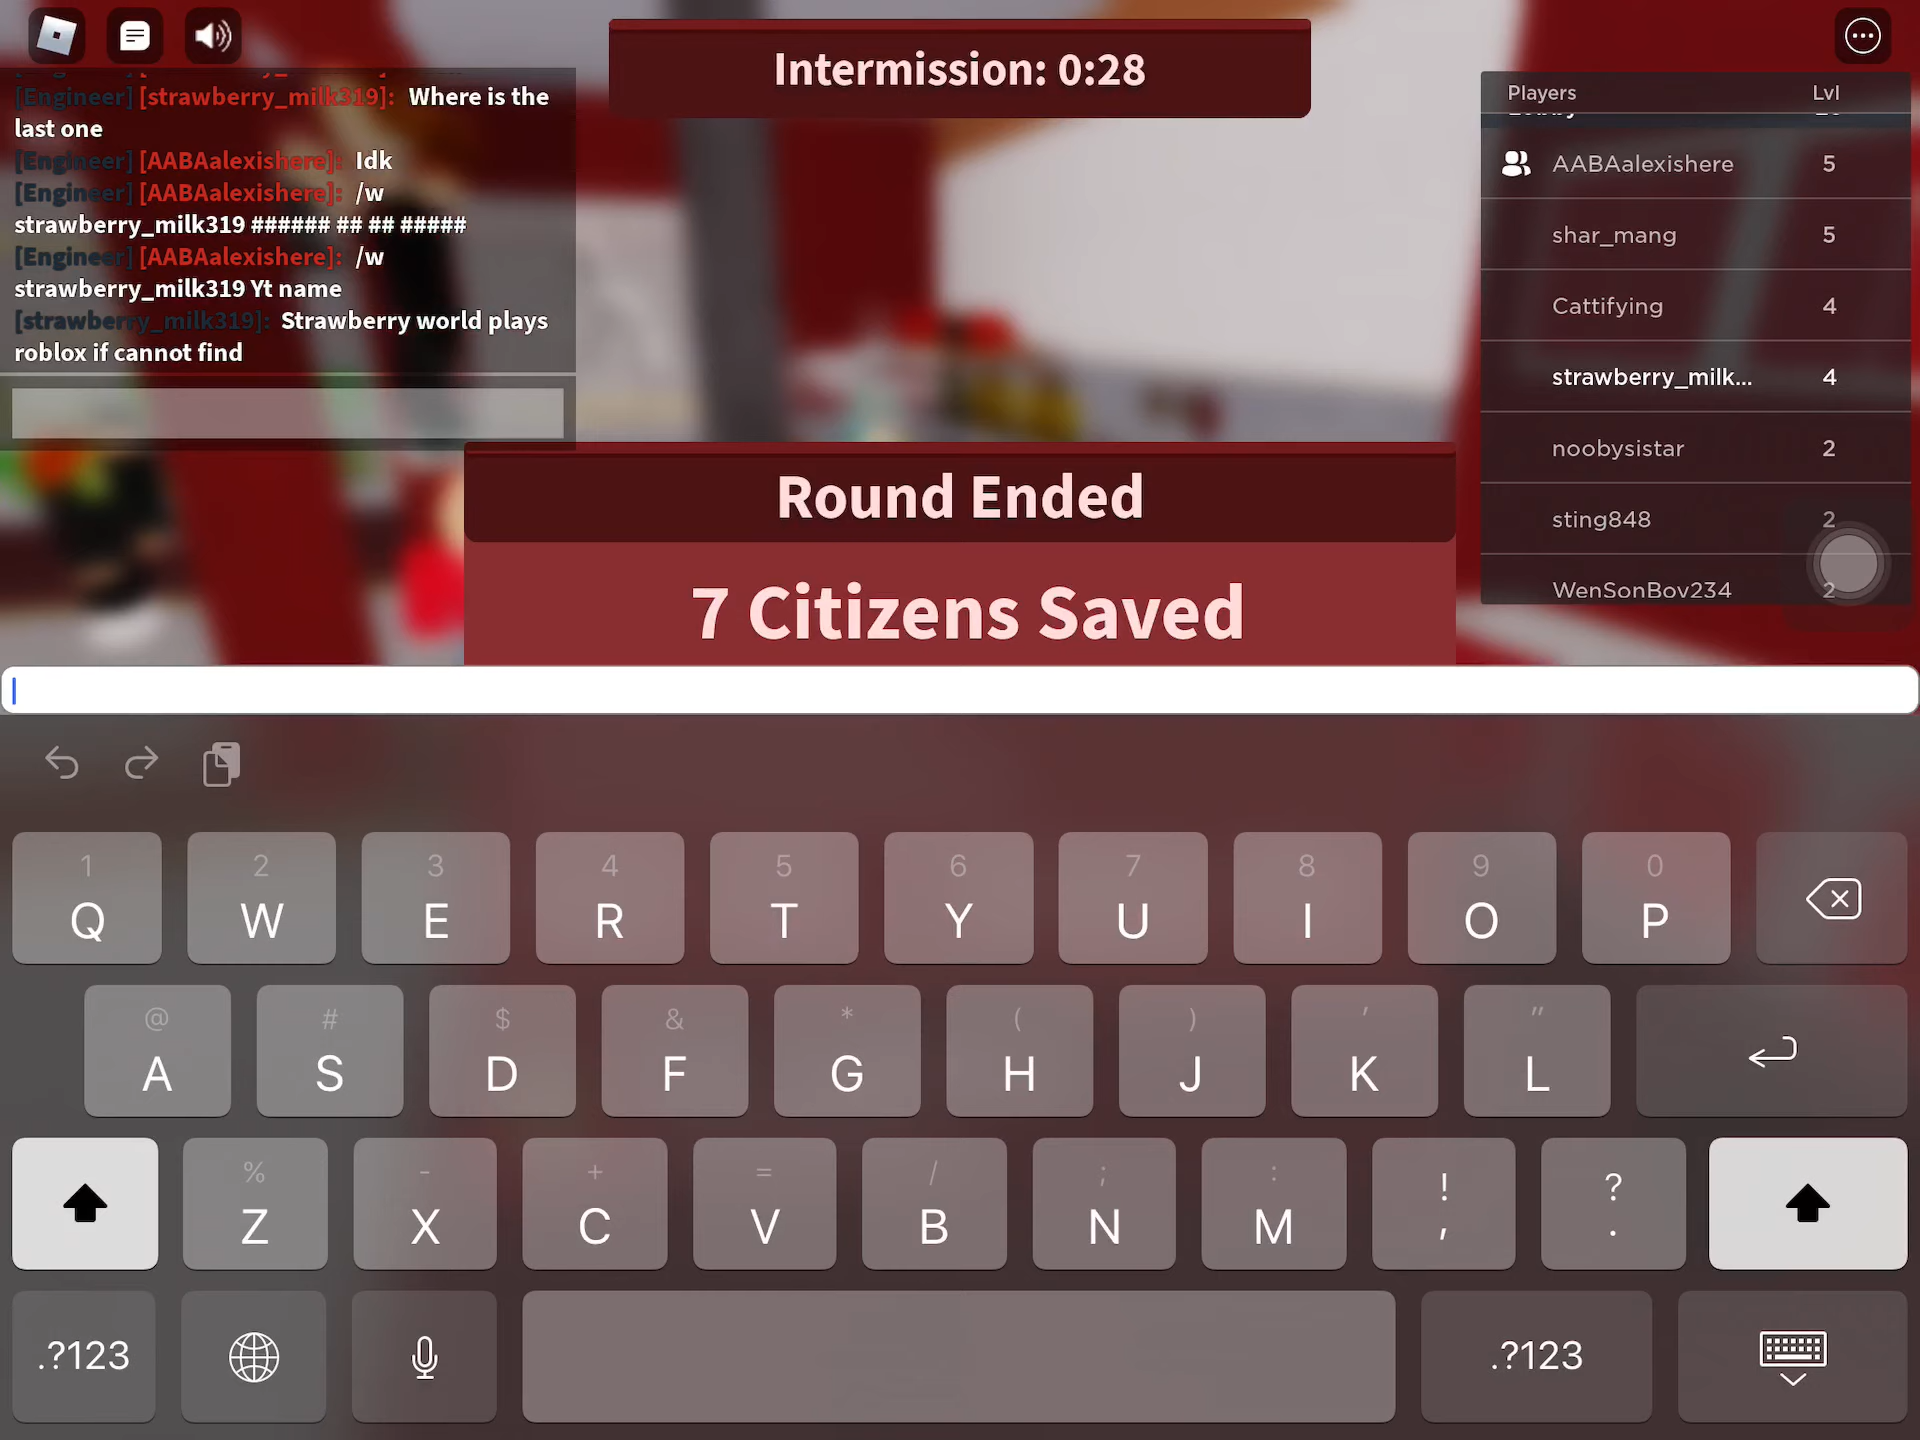 Intermission: 0:28
[Engineer] [strawberry_milk319]: Where is the
last one
[Engineer] [AABAalexishere]: Idk
[Engineer] [AABAalexishere]: /w
strawberry_milk319 ###### ## ## #####
[Engineer] [AABAalexishere]: /w
strawberry_milk319 Yt name
[strawberry_milk319]: Strawberry world plays
roblox if cannot find
Players Lvl
AABAalexishere 5
shar_mang 5
Cattifying 4
strawberry_milk... 4
noobysistar 2
sting848 2
WenSonBoy234 2
Round Ended
7 Citizens Saved
1 2 3 4 5 6 7 8 9 0
Q W E R T Y U I O P
@ # $ & * ( ) ' "
A S D F G H J K L
% - + = / ; : ! ?
Z X C V B N M , .
.?123 .?123